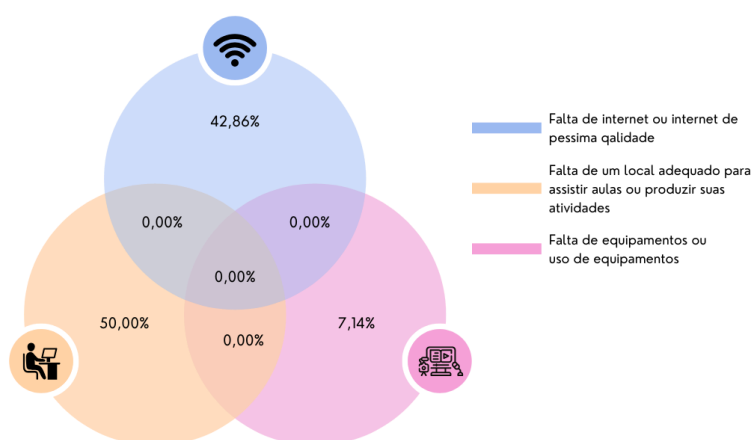 42,86%
0,00%
0,00%
0,00%
50,00%
0,00%
7,14%
Falta de internet ou internet de
pessima qalidade
Falta de um local adequado para
assistir aulas ou produzir suas
atividades
Falta de equipamentos ou
uso de equipamentos